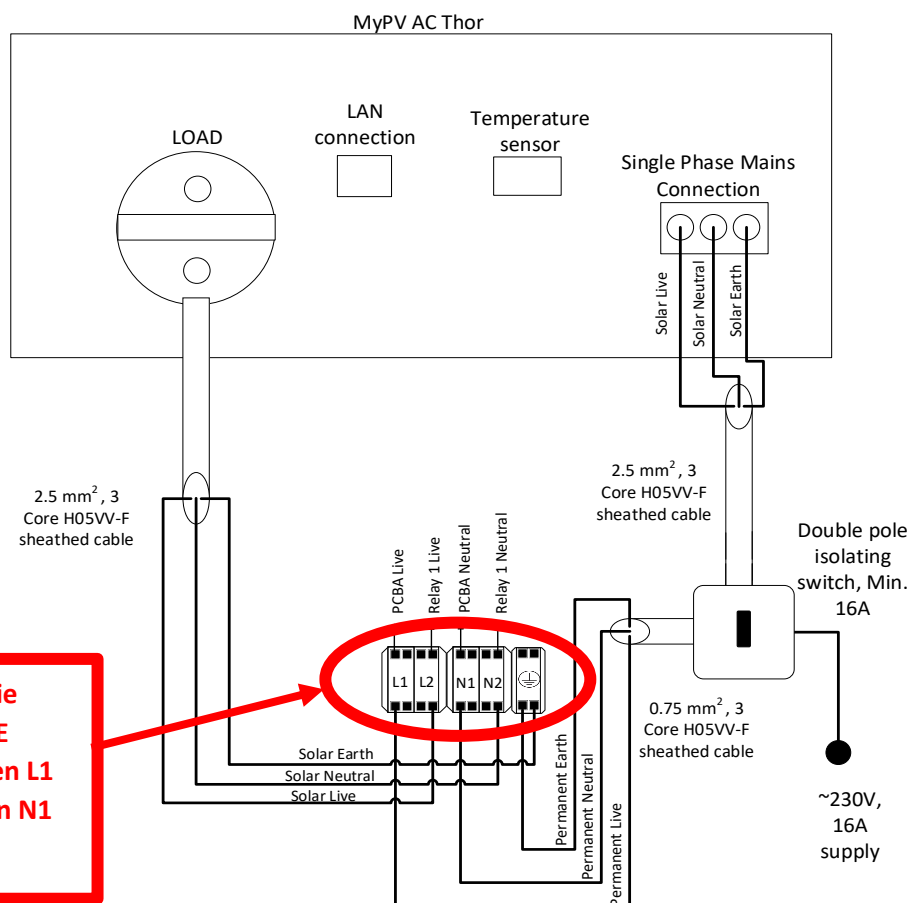 MyPV AC Thor
LOAD
LAN
connection
Temperature
sensor
Single Phase Mains
Connection
Solar Live
Solar Neutral
Solar Earth
2.5 mm², 3
Core H05VV-F
sheathed cable
2.5 mm², 3
Core H05VV-F
sheathed cable
Double pole
isolating
switch, Min.
16A
PCBA Live
Relay 1 Live
PCBA Neutral
Relay 1 Neutral
L1
L2
N1
N2
ie
E
en L1
n N1
0.75 mm², 3
Core H05VV-F
sheathed cable
Solar Earth
Solar Neutral
Solar Live
Permanent Earth
Permanent Neutral
Permanent Live
~230V,
16A
supply